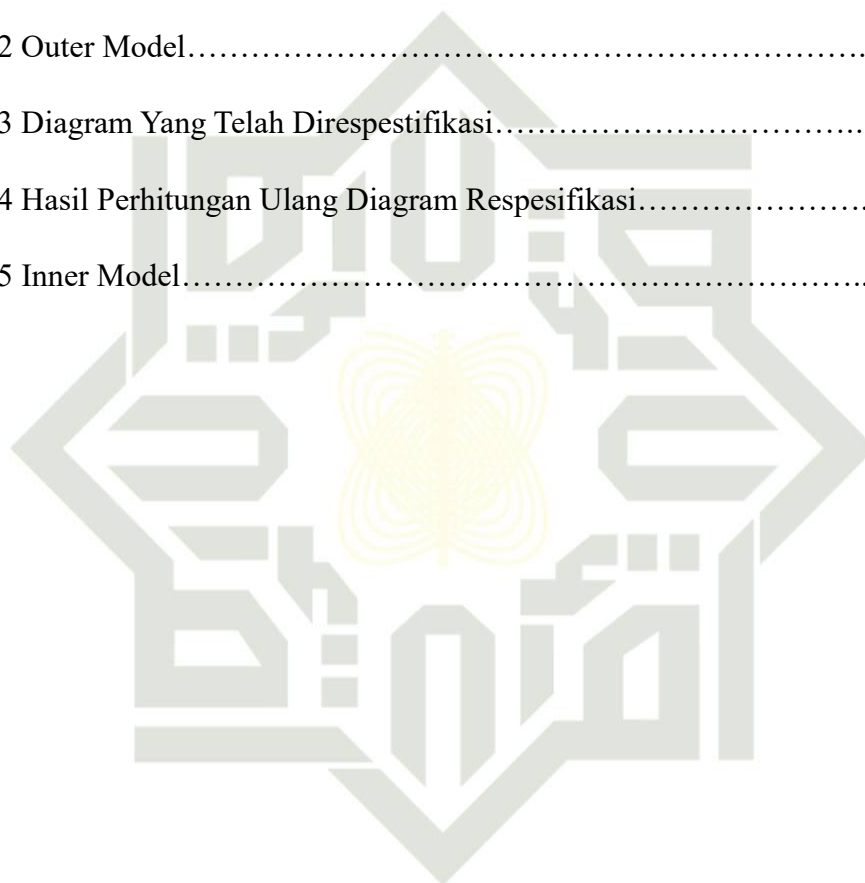 2 Outer Model……………………………………………………………….
3 Diagram Yang Telah Direspestifikasi……………………………….
4 Hasil Perhitungan Ulang Diagram Respesifikasi………………….
5 Inner Model………………………………………………………………..